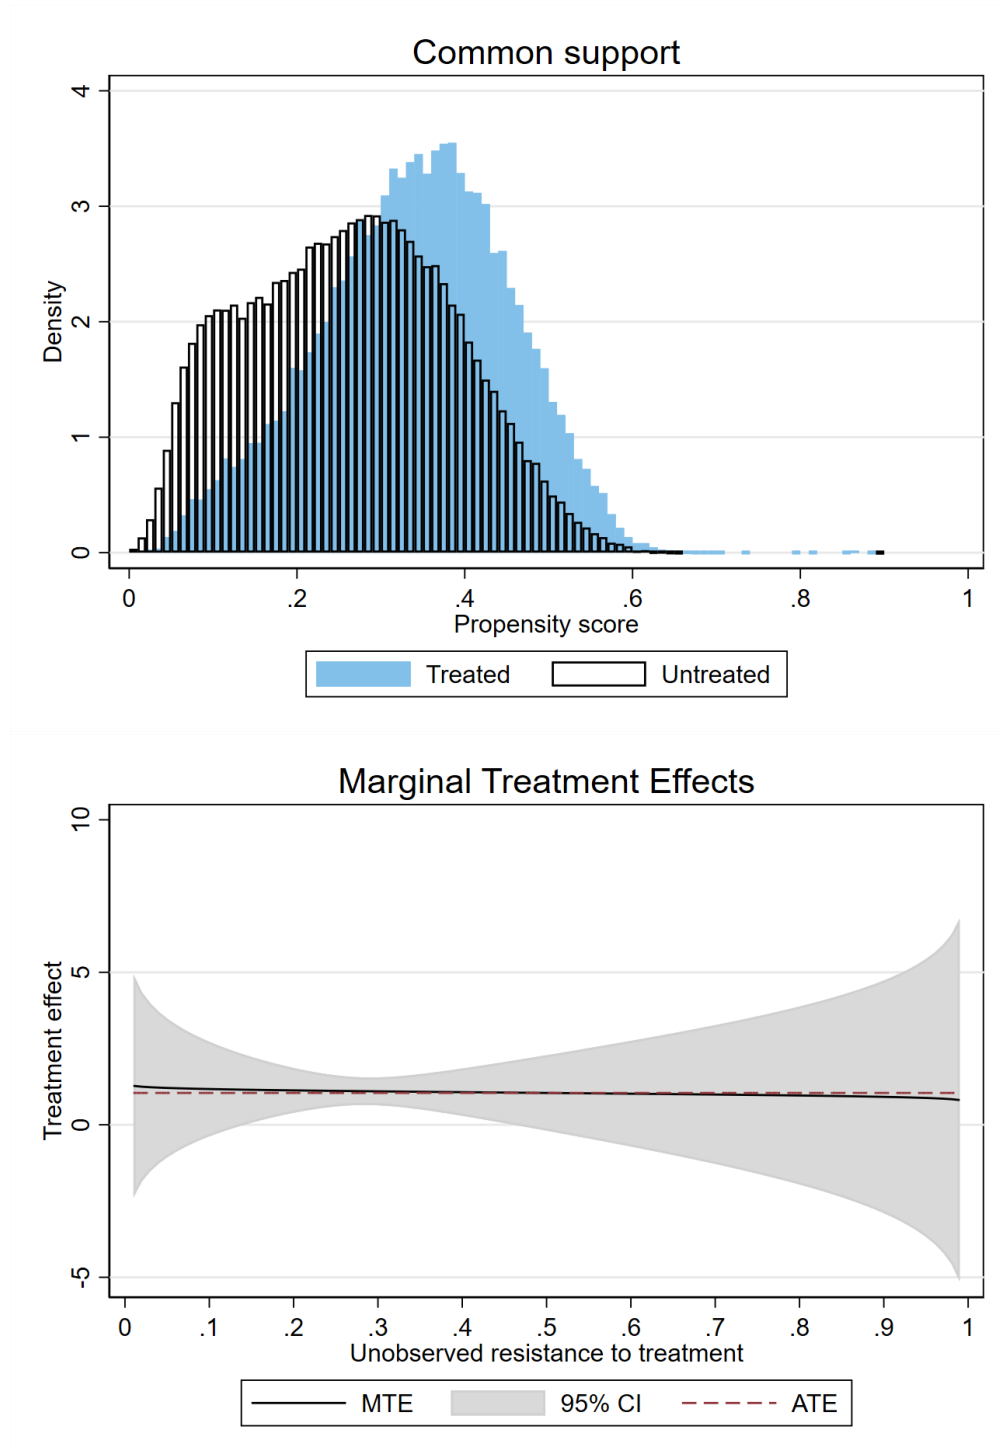 Common support
4
3
2
1
0
Density
0 .2 .4 .6 .8 1
Propensity score
Treated Untreated
Marginal Treatment Effects
10
5
0
-5
Treatment effect
0 .1 .2 .3 .4 .5 .6 .7 .8 .9 1
Unobserved resistance to treatment
MTE 95% CI ATE